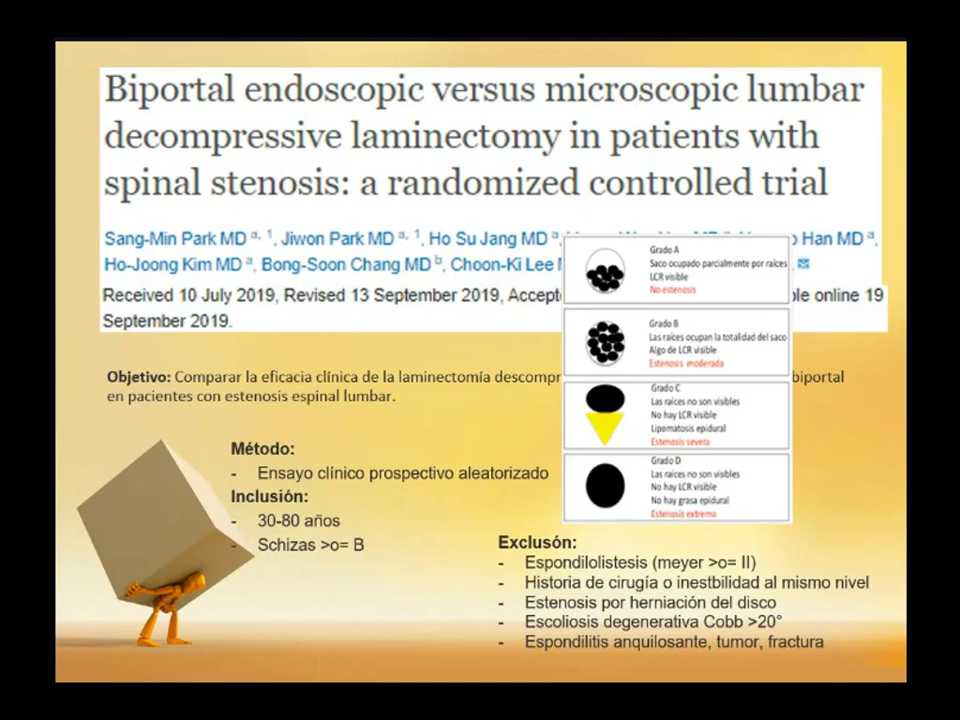 Biportal endoscopic versus microscopic lumbar
decompressive laminectomy in patients with
spinal stenosis: a randomized controlled trial
Sang-Min Park MD a, 1, Jiwon Park MD a, 1, Ho Su Jang MD a, Han MD a,
Ho-Joong Kim MD a, Bong-Soon Chang MD b, Choon-Ki Lee
Received 10 July 2019, Revised 13 September 2019, online 19
September 2019.
Grado A
Saco ocupado parcialmente por raíces
LCR visible
No estenosis
Grado B
Las raíces ocupan la totalidad del saco
Algo de LCR visible
Estenosis moderada
Grado C
Las raíces no son visibles
No hay LCR visible
Lipomatosis epidural
Estenosis severa
Grado D
Las raíces no son visibles
No hay LCR visible
No hay grasa epidural
Estenosis extrema
Objetivo: Comparar la eficacia clínica de la laminectomía biportal
en pacientes con estenosis espinal lumbar.
Método:
- Ensayo clínico prospectivo aleatorizado
Inclusión:
- 30-80 años
- Schizas >o= B
Exclusón:
- Espondilolistesis (meyer >o= II)
- Historia de cirugía o inestbilidad al mismo nivel
- Estenosis por herniación del disco
- Escoliosis degenerativa Cobb >20°
- Espondilitis anquilosante, tumor, fractura